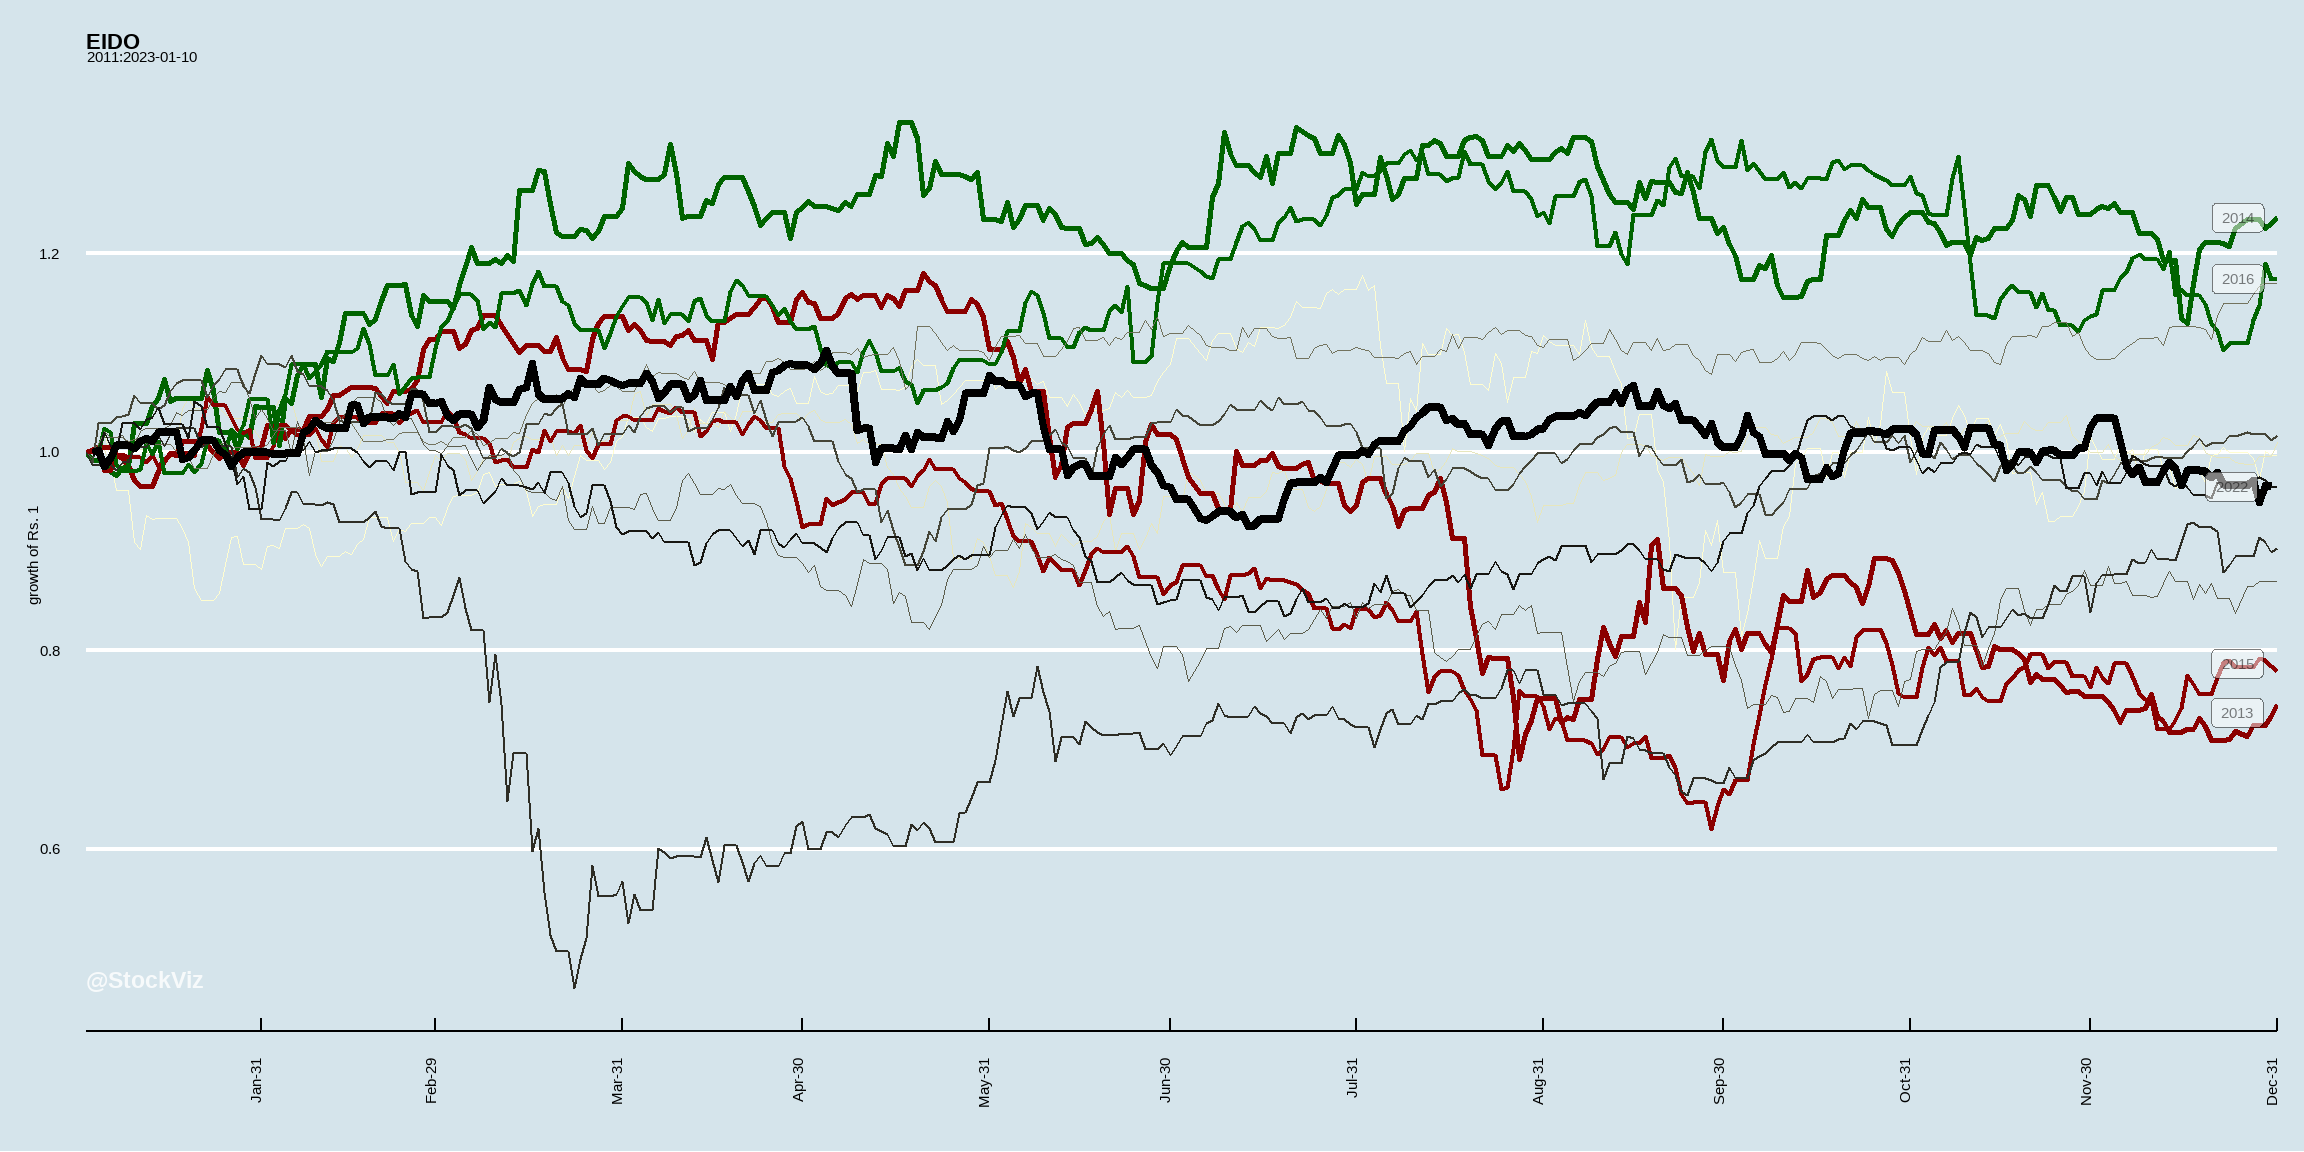 EIDO
2011:2023-01-10
growth of Rs. 1
1.2
1.0
0.8
0.6
2014
2016
2022
2015
2013
@StockViz
Jan-31
Feb-29
Mar-31
Apr-30
May-31
Jun-30
Jul-31
Aug-31
Sep-30
Oct-31
Nov-30
Dec-31